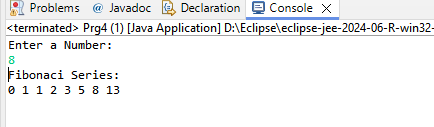 Problems @ Javadoc Declaration Console ×
<terminated> Prg4 (1) [Java Application] D:\Eclipse\eclipse-jee-2024-06-R-win32-
Enter a Number:
8
Fibonaci Series:
0 1 1 2 3 5 8 13